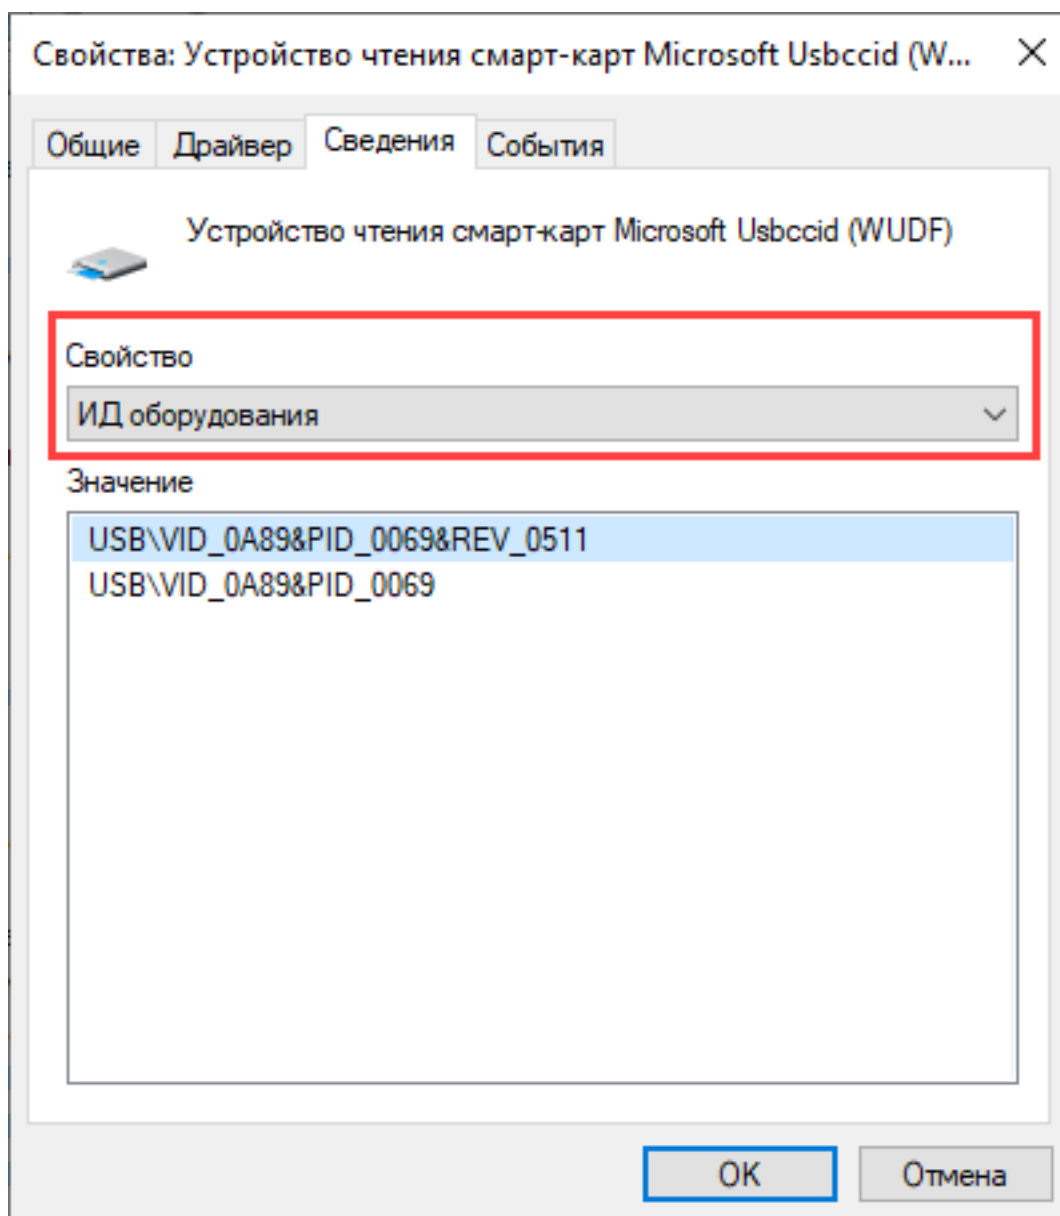 Свойства: Устройство чтения смарт-карт Microsoft Usbccid (W...
Общие Драйвер Сведения События
Устройство чтения смарт-карт Microsoft Usbccid (WUDF)
Свойство
ИД оборудования
Значение
USB\VID_0A89&PID_0069&REV_0511
USB\VID_0A89&PID_0069
OK Отмена